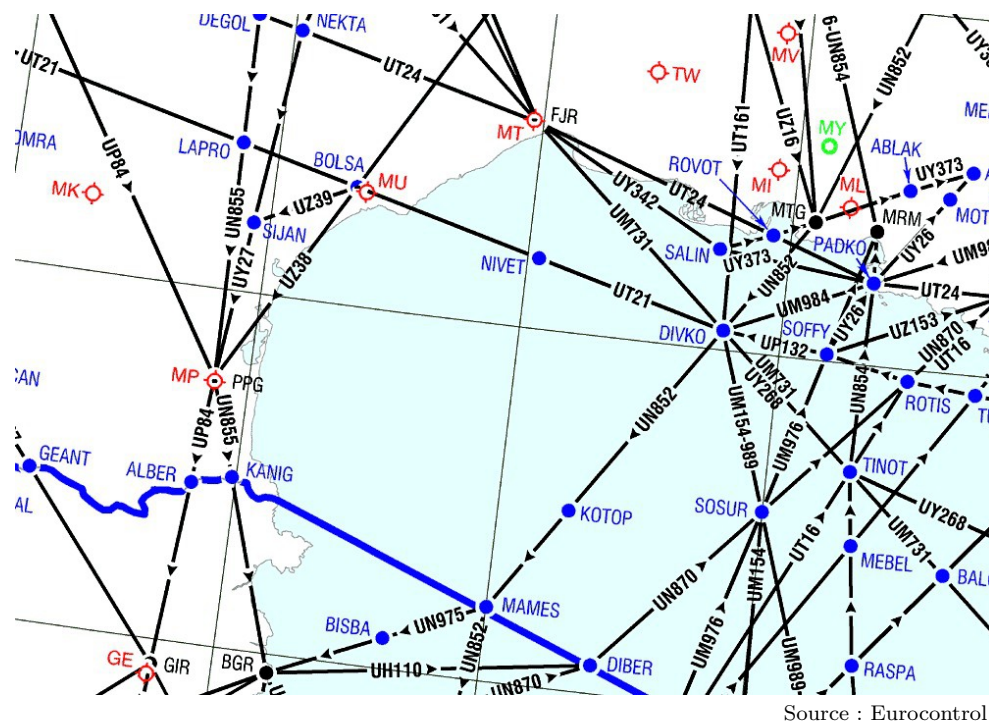 DEGOL
NEKTA
UT21
UT24
FJR
MT
TW
MV
UN854
UN852
UT161
UZ16
MY
OMRA
UP84
LAPRO
BOLSA
MU
MK
UZ39
UN855
SIJAN
UY27
UZ38
ROVOT
MI
ML
ABLAK
UY373
UY342
UT24
MTG
MRM
MOT
UM731
SALIN
UY373
PADKO
UY26
NIVET
UT21
UN852
UM984
UT24
DIVKO
SOFFY
UY26
UZ153
UP132
UN870
UT16
MP
PPG
CAN
UM731
UY268
UN854
ROTIS
UP84
UN855
UN852
UM154-989
UM976
GEANT
ALBER
KANIG
TINOT
AL
KOTOP
SOSUR
UY268
UT16
UM731
MEBEL
UM154
UN870
BAL
MAMES
BISBA
UN975
UN852
UM976
UM989
GE
GIR
BGR
UH110
DIBER
RASPA
UN870
Source : Eurocontrol